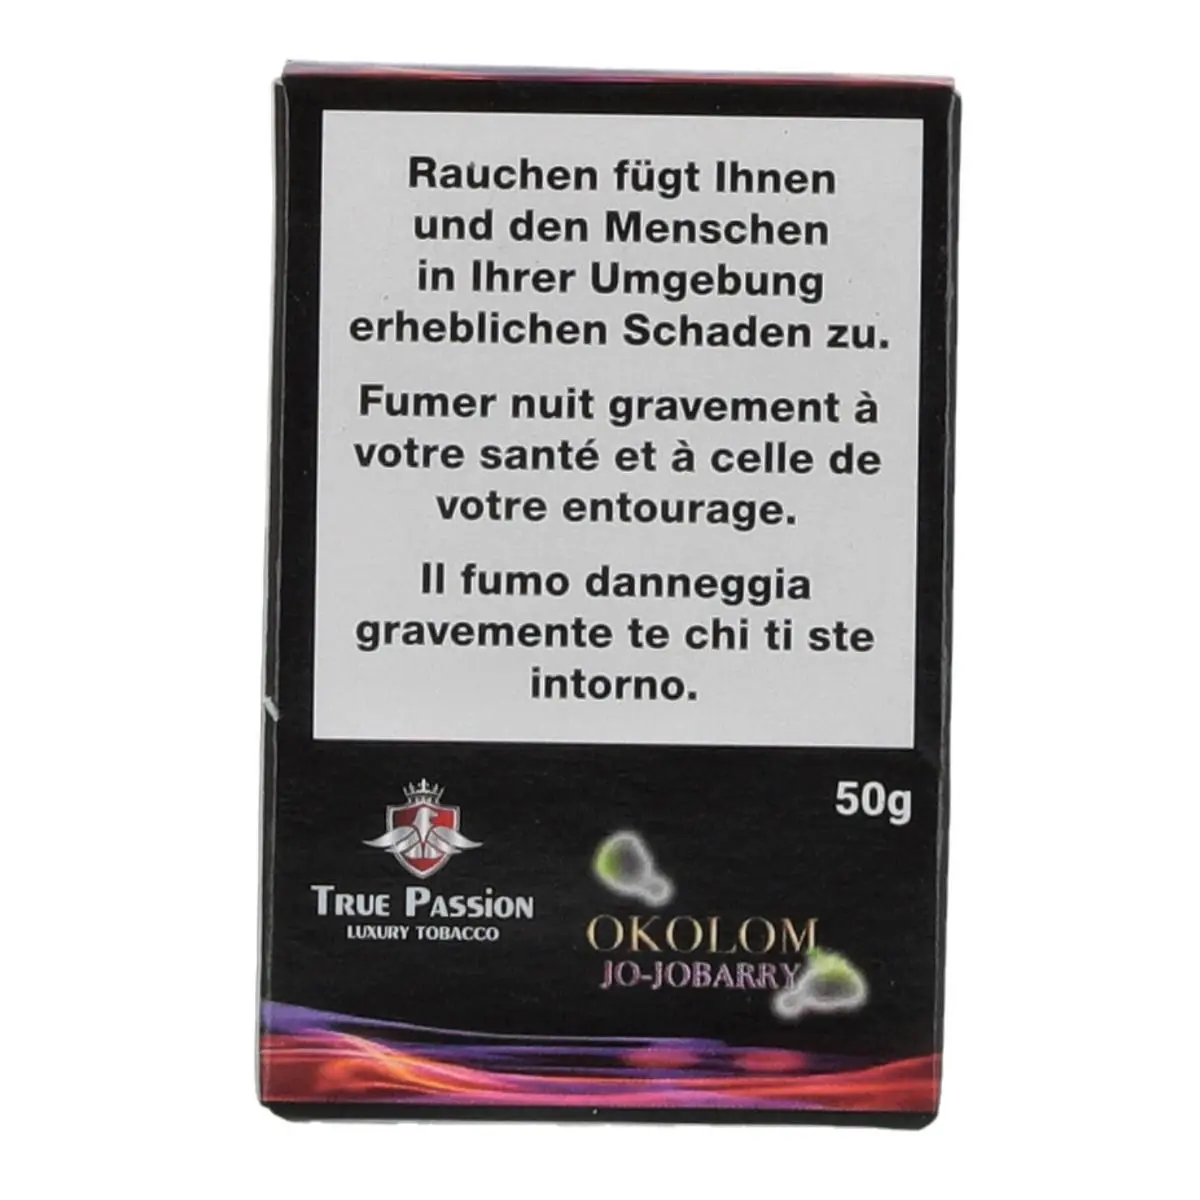 Rauchen fügt Ihnen
und den Menschen
in Ihrer Umgebung
erheblichen Schaden zu.
Fumer nuit gravement à
votre santé et à celle de
votre entourage.
Il fumo danneggia
gravemente te chi ti ste
intorno.
50g
TRUE PASSiON
LUXURY TOBACCO
OKOLOM
JO-JOBARRY